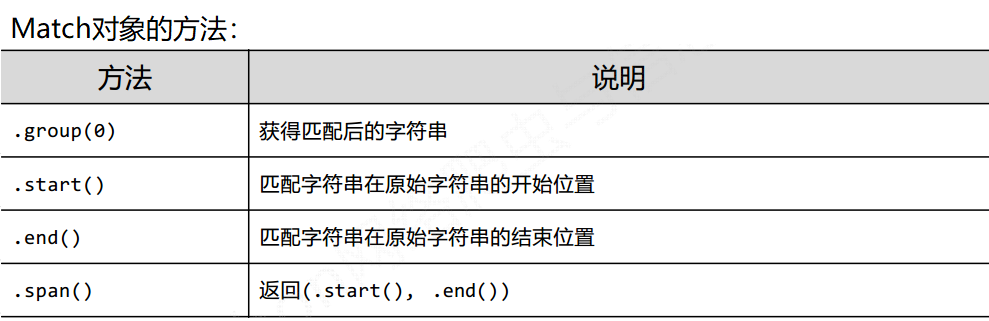 Match对象的方法：
方法 说明
.group(0) 获得匹配后的字符串
.start() 匹配字符串在原始字符串的开始位置
.end() 匹配字符串在原始字符串的结束位置
.span() 返回(.start(), .end())